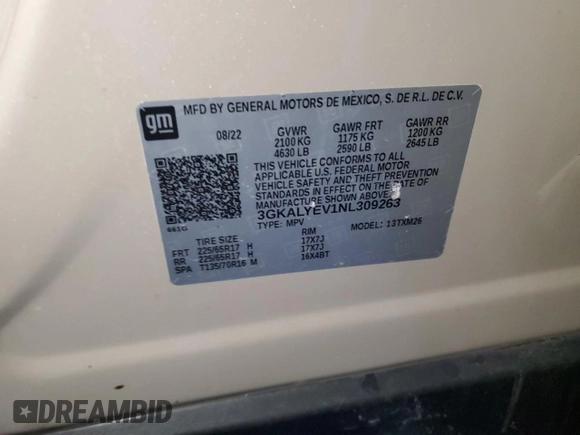 gm
MFD BY GENERAL MOTORS DE MEXICO, S. DE R.L. DE C.V.
08/22 GVWR GAWR FRT GAWR RR
2100 KG 1175 KG 1200 KG
4630 LB 2590 LB 2645 LB
THIS VEHICLE CONFORMS TO ALL
APPLICABLE U.S. FEDERAL MOTOR
VEHICLE SAFETY AND THEFT PREVENTION
STANDARDS IN EFFECT ON THE DATE OF
MANUFACTURE SHOWN ABOVE.
3GKALYEV1NL309263
TYPE: MPV MODEL: 13TXM26
661G
TIRE SIZE RIM
FRT 225/65R17 H 17X7J
RR 225/65R17 H 17X7J
SPA T135/70R16 M 16X4BT
DREAMBID